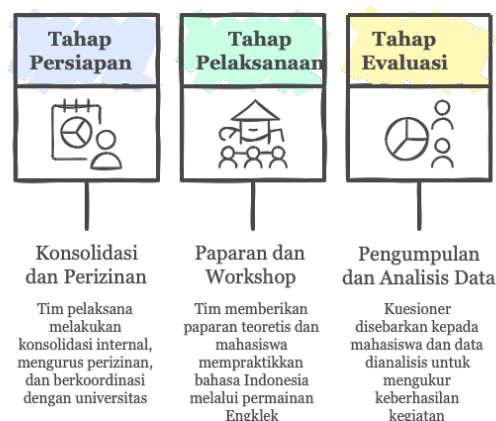 Tahap
Persiapan
Konsolidasi
dan Perizinan
Tim pelaksana
melakukan
konsolidasi internal,
mengurus perizinan,
dan berkoordinasi
dengan universitas
Tahap
Pelaksanaan
Paparan dan
Workshop
Tim memberikan
paparan teoretis dan
mahasiswa
mempraktikkan
bahasa Indonesia
melalui permainan
Engklek
Tahap
Evaluasi
Pengumpulan
dan Analisis Data
Kuesioner
disebarkan kepada
mahasiswa dan data
dianalisis untuk
mengukur
keberhasilan
kegiatan